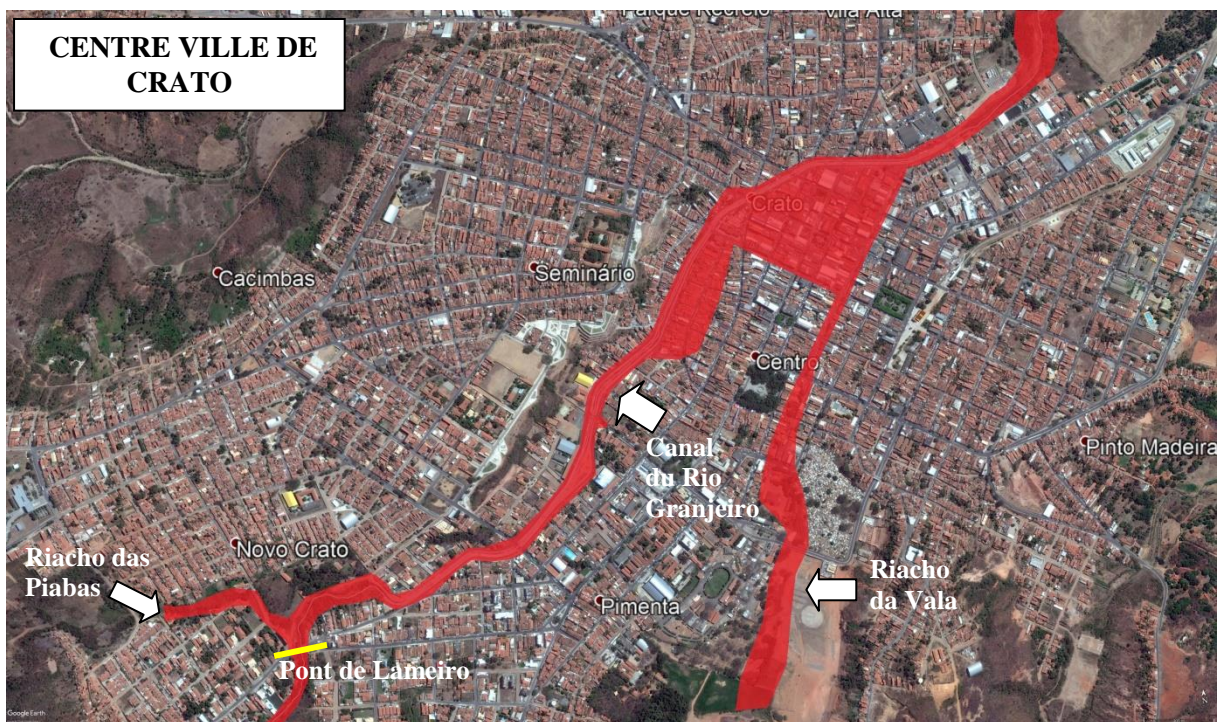 CENTRE VILLE DE
CRATO
Parque Recreio
Vila Alta
Crato
Cacimbas
Seminário
Centro
Canal
du Rio
Granjeiro
Pinto Madeira
Riacho das
Piabas
Novo Crato
Pimenta
Riacho
da Vala
Pont de Lameiro
Google Earth